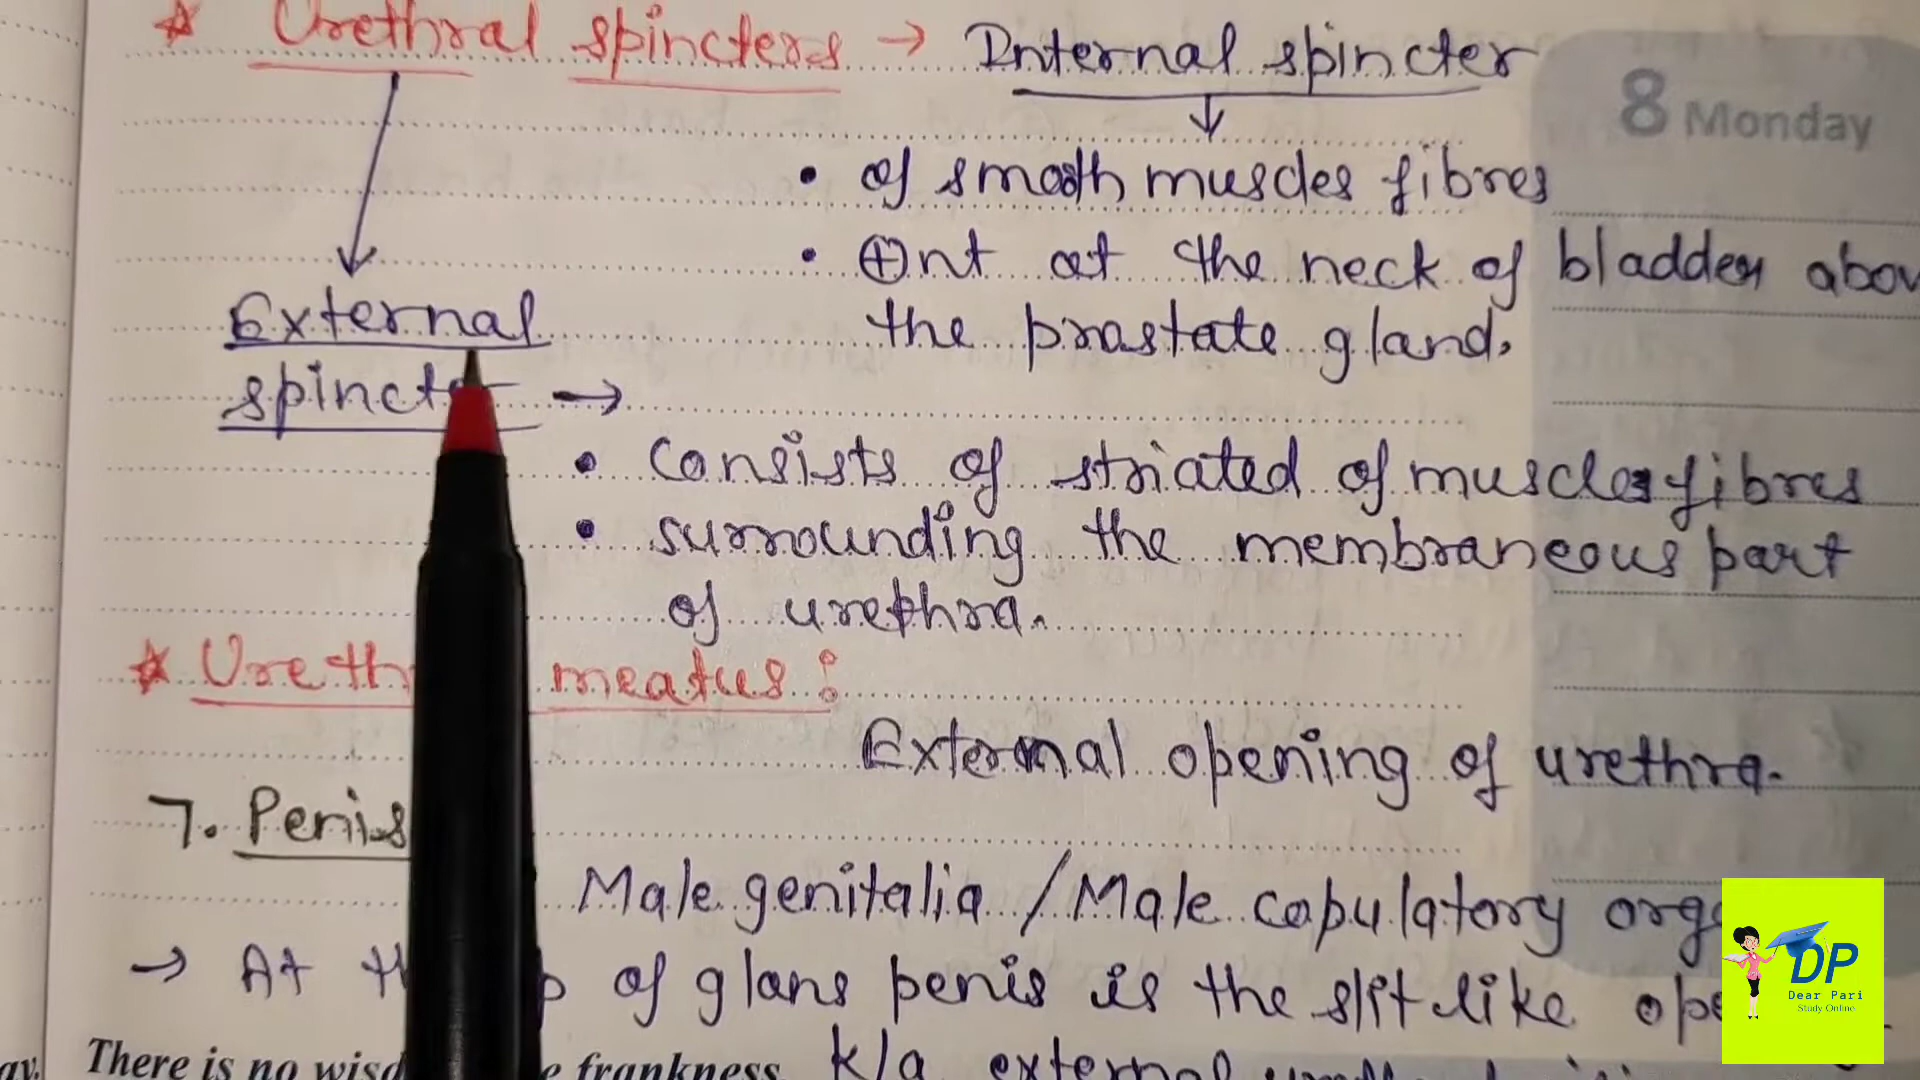 ☆ Urethral spincters → Internal spincter
8 Monday
• of smooth muscles fibres
• ⊕nt at the neck of bladder abov
the prostate gland.
External
spinct →
• Consists of striated of muscles fibres
• surrounding the membraneous part
of urethra.
☆ Ureth meatus :
External opening of urethra.
7. Penis
Male genitalia / Male copulatory orga
→ At th p of glans penis is the slit like ope
There is no wisd e frankness.
k/a external
DP
Dear Pari
Study Online